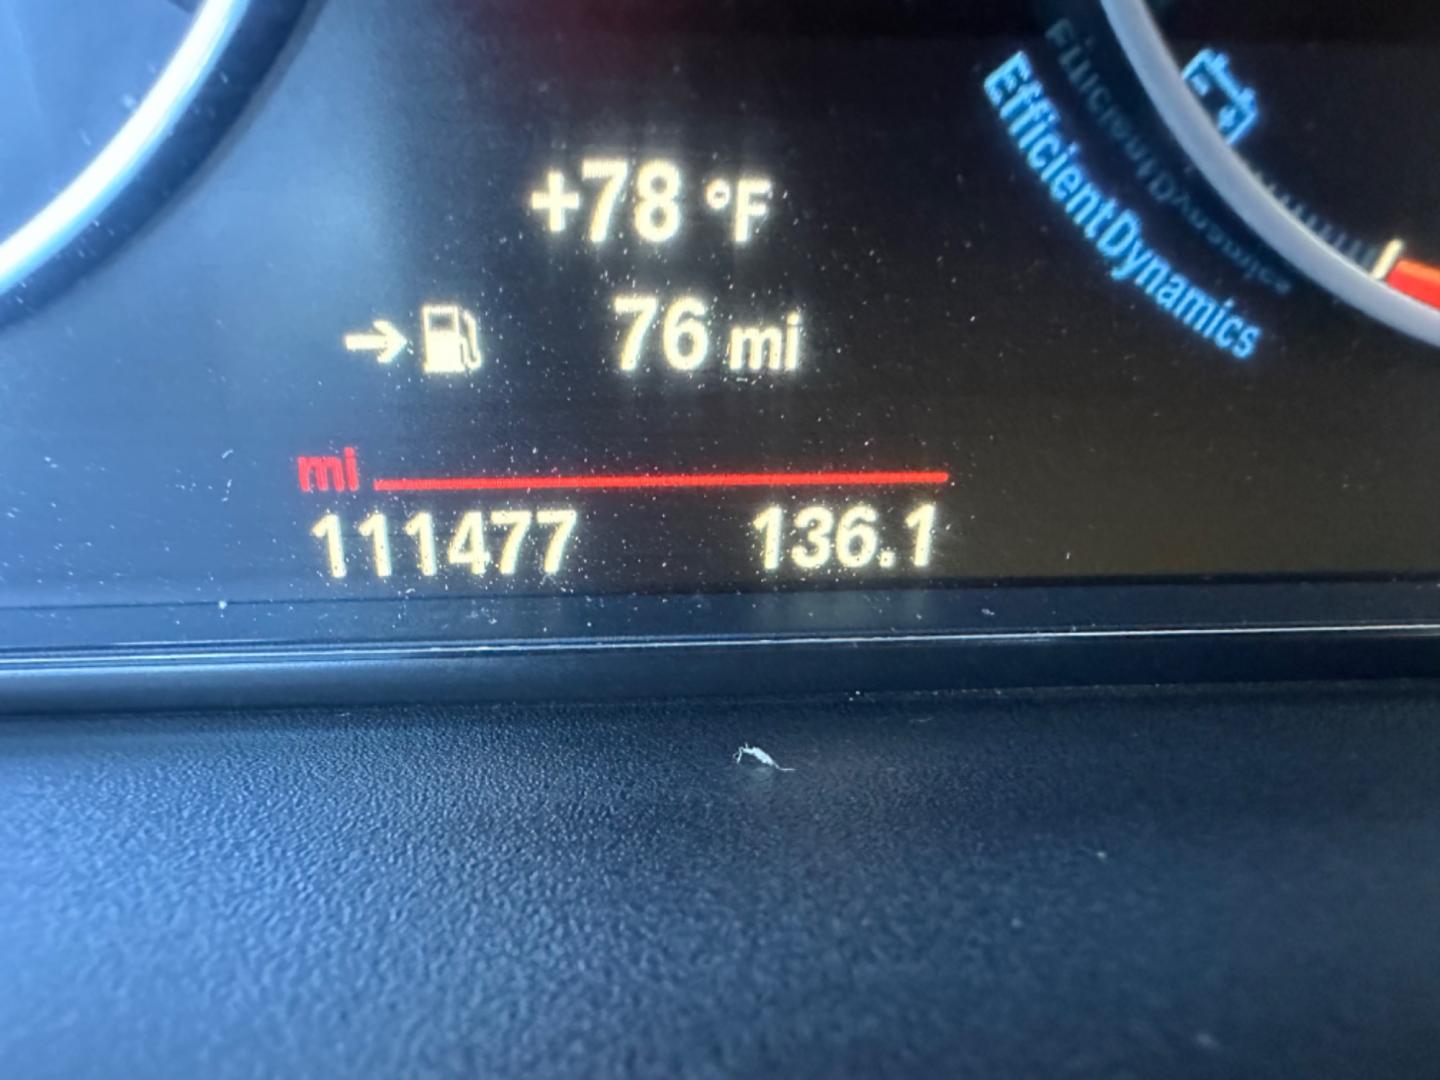 +78 °F
76 mi
mi
111477 136.1
EfficientDynamics